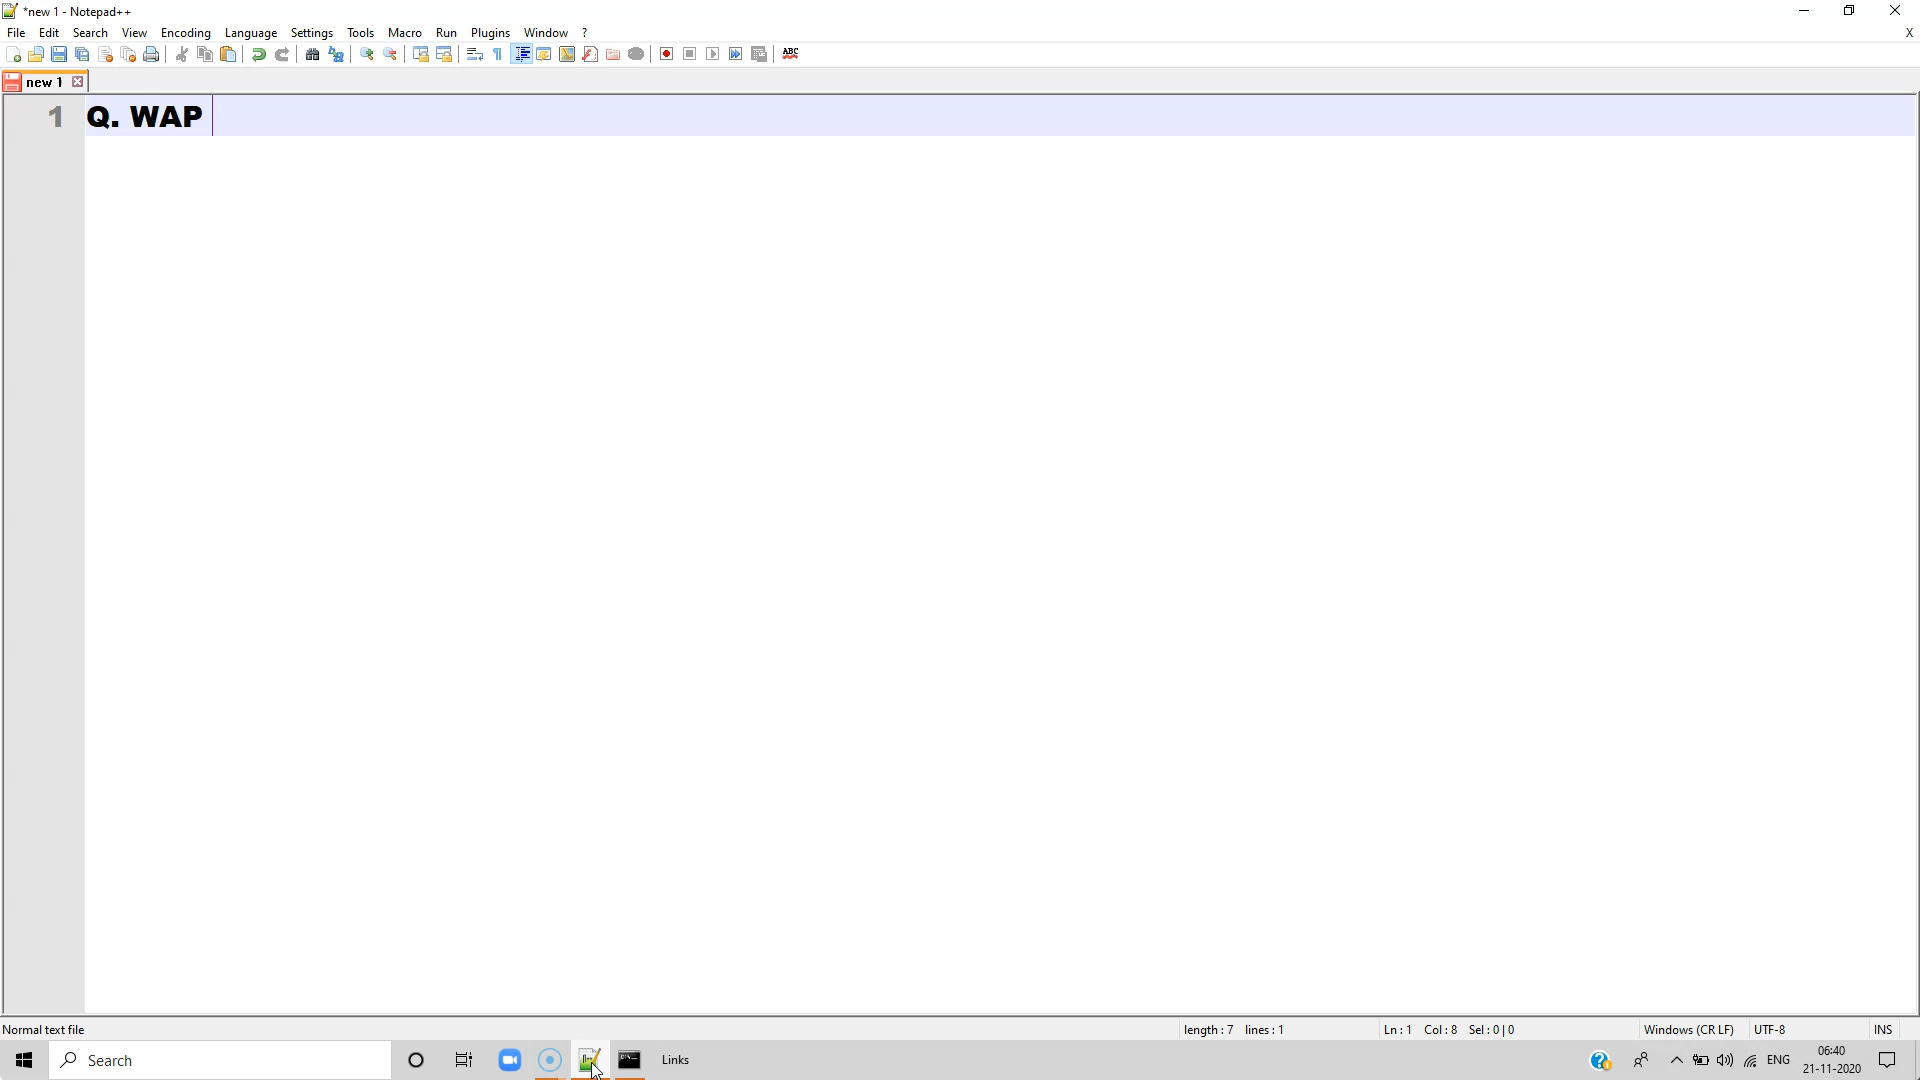 *new 1 - Notepad++
File Edit Search View Encoding Language Settings Tools Macro Run Plugins Window ? X
ABC
new 1
1 Q. WAP
Normal text file length : 7 lines : 1 Ln : 1 Col : 8 Sel : 0 | 0 Windows (CR LF) UTF-8 INS
Search Links ENG 06:40
21-11-2020